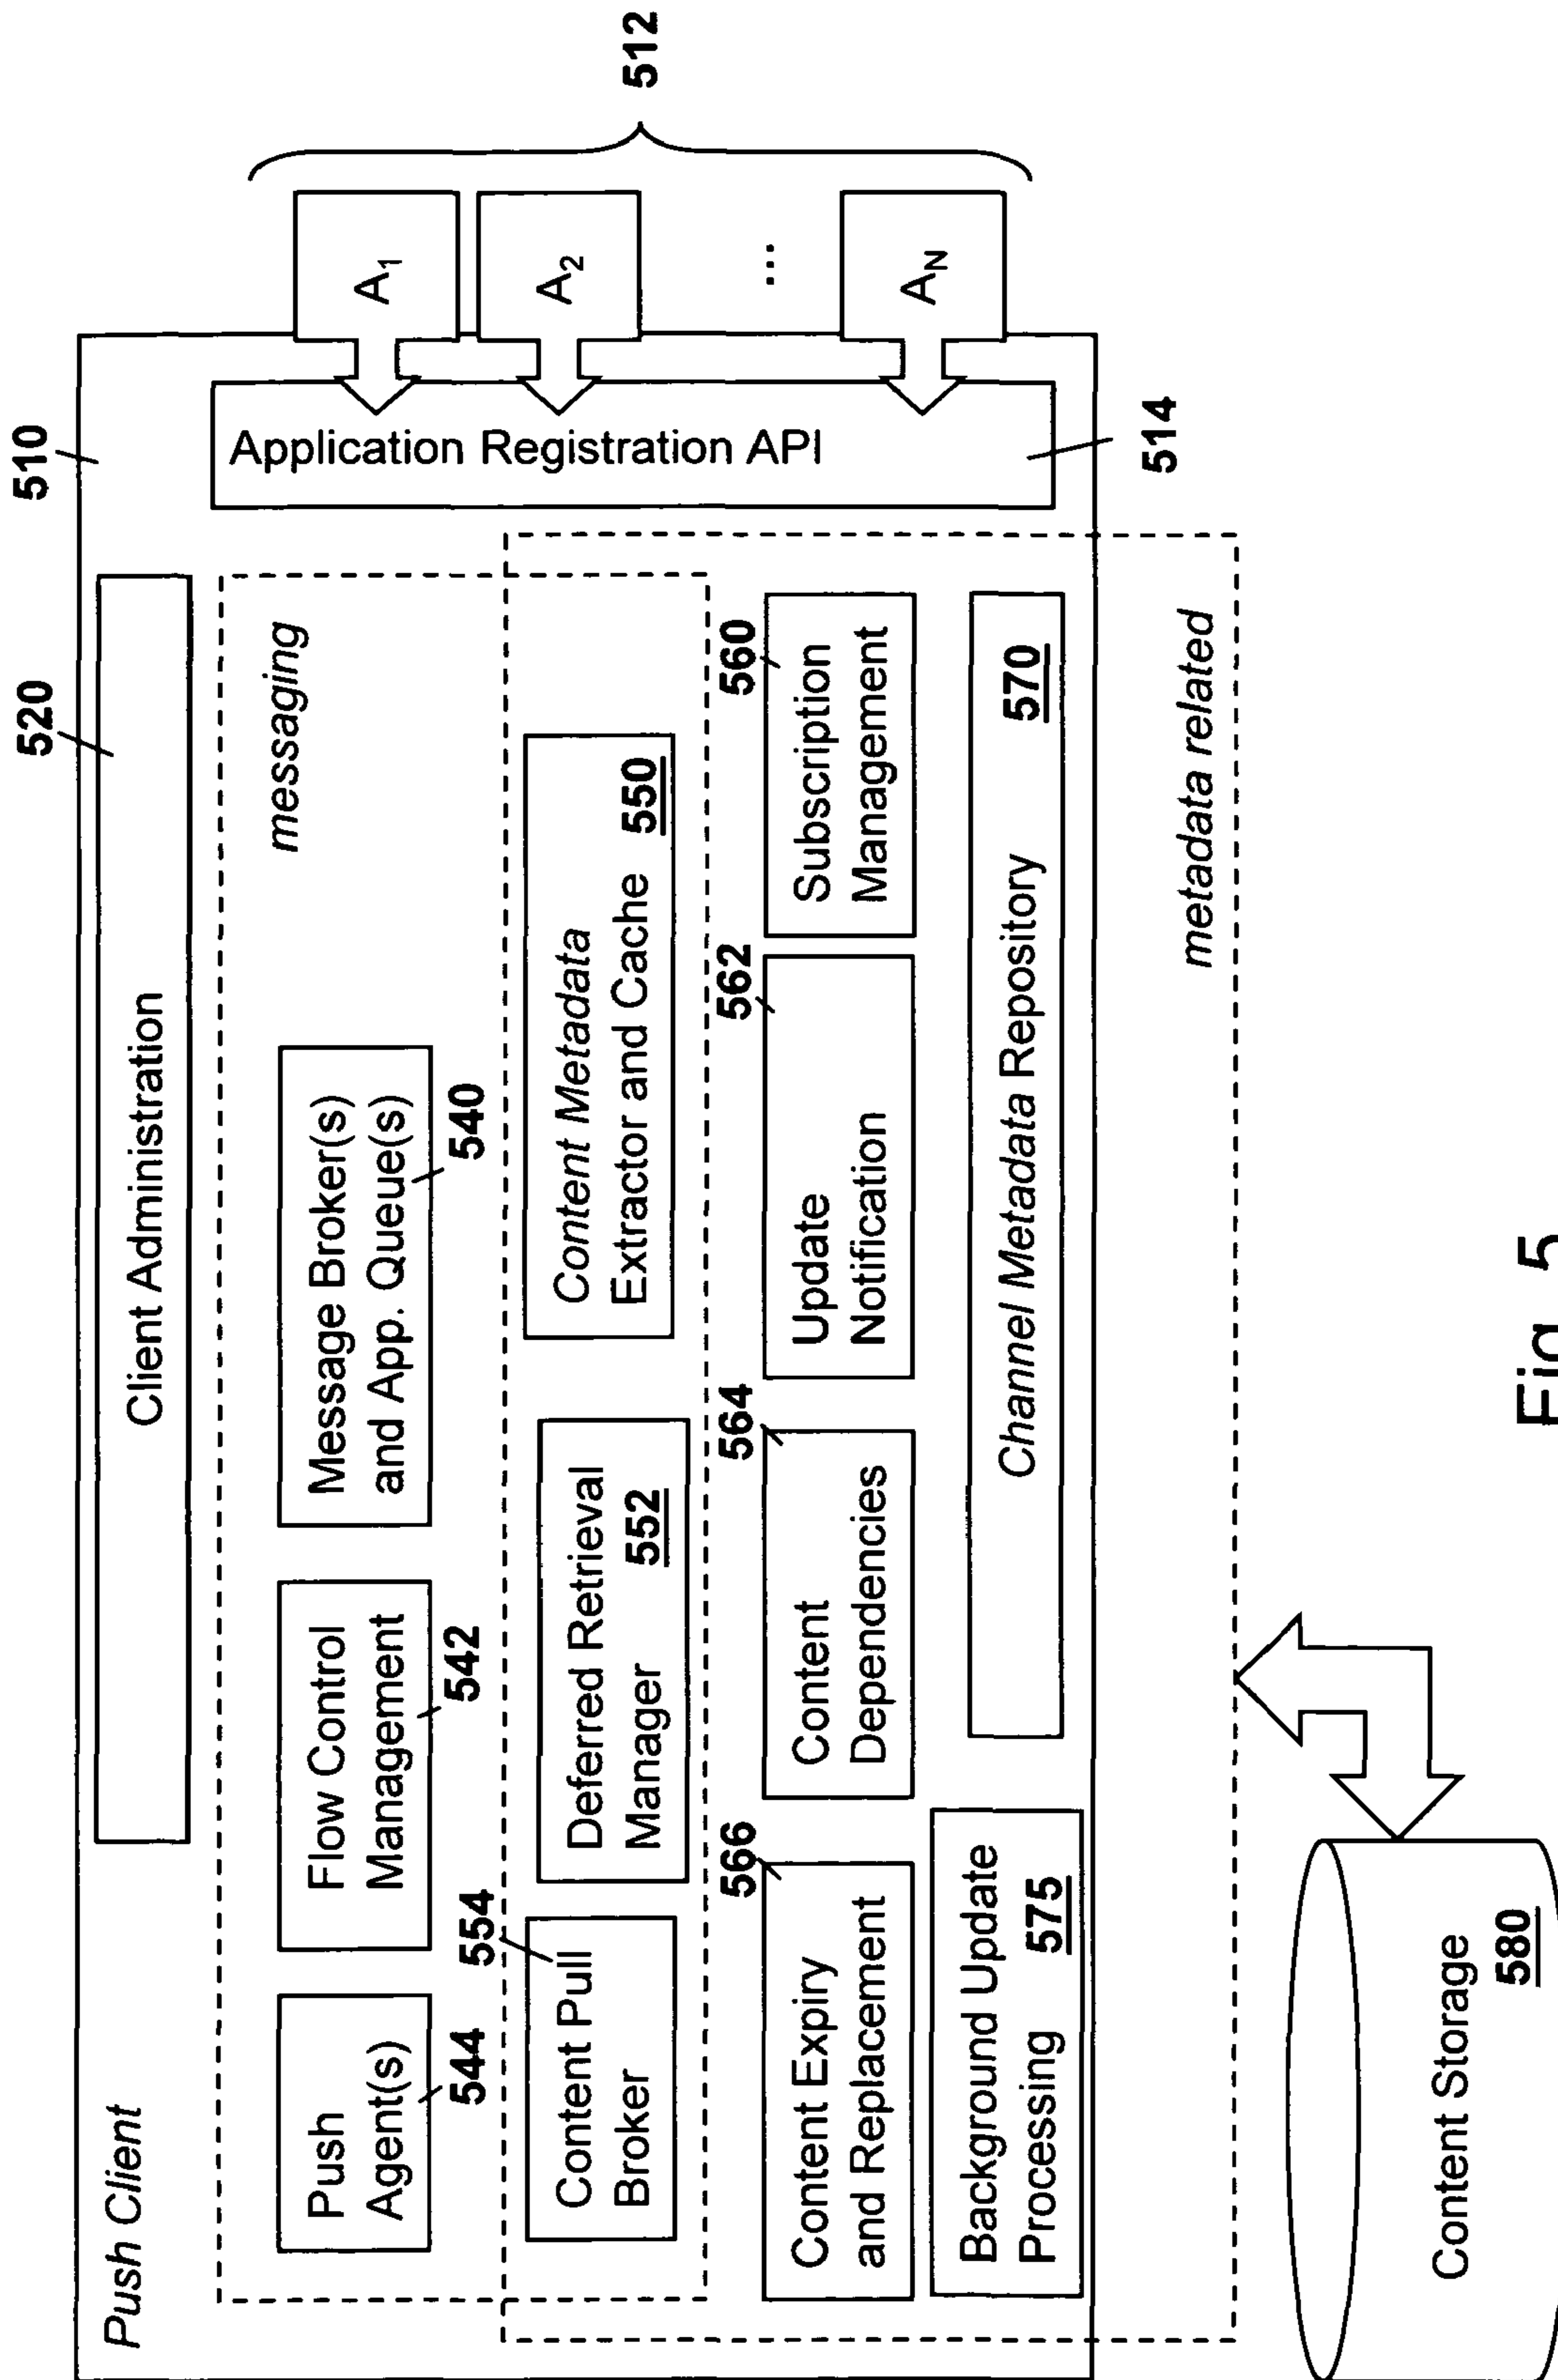 Push Client
510
520
Client Administration
messaging
Push
Agent(s)
544
Flow Control
Management
542
Message Broker(s)
and App. Queue(s)
540
554
Content Pull
Broker
Deferred Retrieval
Manager 552
Content Metadata
Extractor and Cache 550
566
Content Expiry
and Replacement
564
Content
Dependencies
562
Update
Notification
560
Subscription
Management
Background Update
Processing 575
Channel Metadata Repository 570
metadata related
Application Registration API
514
A1
A2
...
AN
512
Content Storage
580
Fig. 5